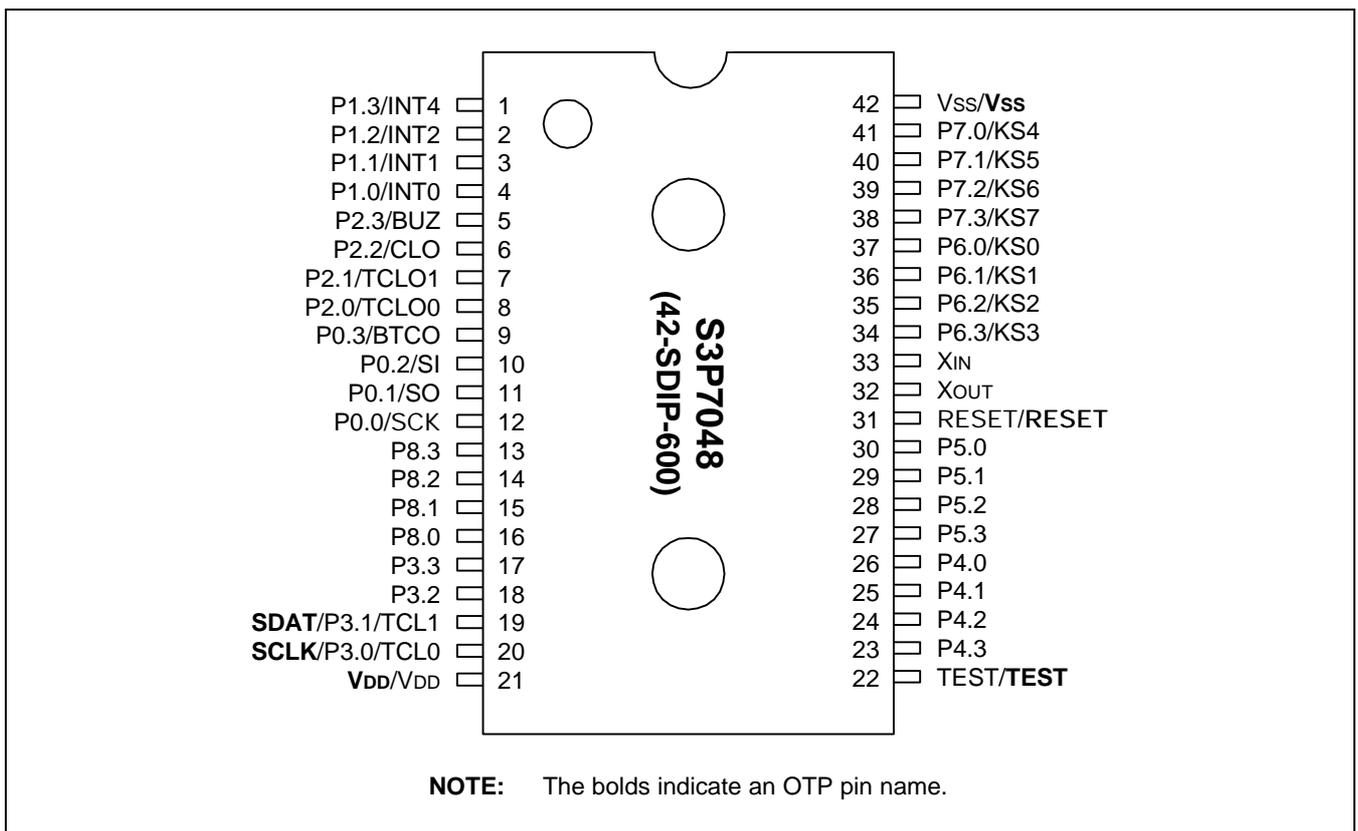 P1.3/INT4 1
P1.2/INT2 2
P1.1/INT1 3
P1.0/INT0 4
P2.3/BUZ 5
P2.2/CLO 6
P2.1/TCLO1 7
P2.0/TCLO0 8
P0.3/BTCO 9
P0.2/SI 10
P0.1/SO 11
P0.0/SCK 12
P8.3 13
P8.2 14
P8.1 15
P8.0 16
P3.3 17
P3.2 18
SDAT/P3.1/TCL1 19
SCLK/P3.0/TCL0 20
VDD/VDD 21
S3P7048
(42-SDIP-600)
42 VSS/VSS
41 P7.0/KS4
40 P7.1/KS5
39 P7.2/KS6
38 P7.3/KS7
37 P6.0/KS0
36 P6.1/KS1
35 P6.2/KS2
34 P6.3/KS3
33 XIN
32 XOUT
31 RESET/RESET
30 P5.0
29 P5.1
28 P5.2
27 P5.3
26 P4.0
25 P4.1
24 P4.2
23 P4.3
22 TEST/TEST
NOTE: The bolds indicate an OTP pin name.